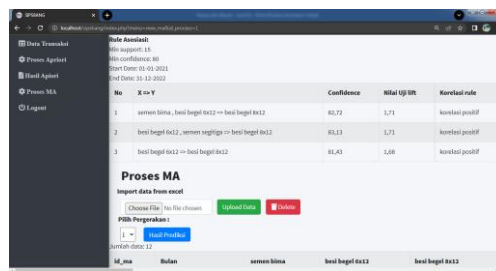 SPSBANG
localhost/spsbang/index.php?menu=view_mafis&id_process=1
Data Transaksi
Proses Apriori
Hasil Apiori
Proses MA
Logout
Rule Asosiasi:
Min support: 15
Min confidence: 80
Start Date: 01-01-2021
End Date: 31-12-2022
No X => Y Confidence Nilai Uji lift Korelasi rule
1 semen bima , besi begel 6x12 => besi begel 8x12 82,72 1,71 korelasi positif
2 besi begel 6x12 , semen segitiga => besi begel 8x12 83,13 1,71 korelasi positif
3 besi begel 6x12 => besi begel 8x12 81,43 1,68 korelasi positif
Proses MA
Import data from excel
Choose File No file chosen Upload Data Delete
Pilih Pergerakan :
1 Hasil Prediksi
Jumlah data: 12
id_ma Bulan semen bima besi begel 6x12 besi begel 8x12